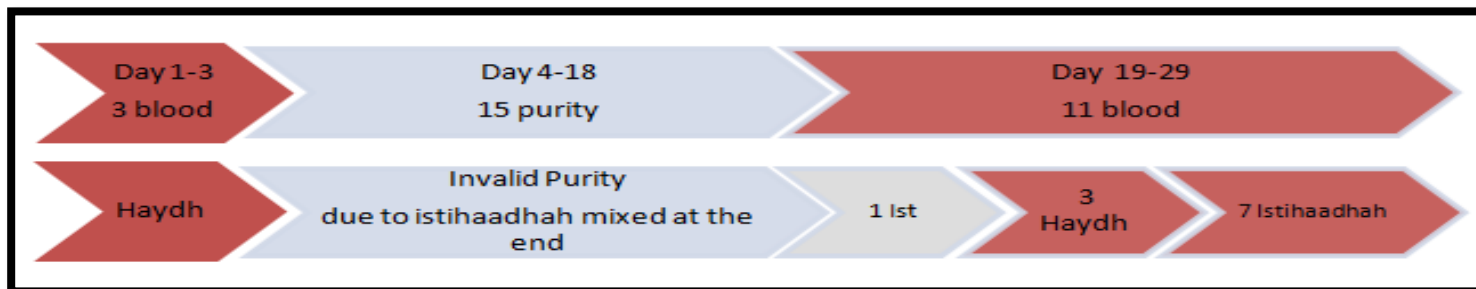 Day 1-3
3 blood
Day 4-18
15 purity
Day 19-29
11 blood
Haydh
Invalid Purity
due to istihaadhah mixed at the
end
1 Ist
3
Haydh
7 Istihaadhah